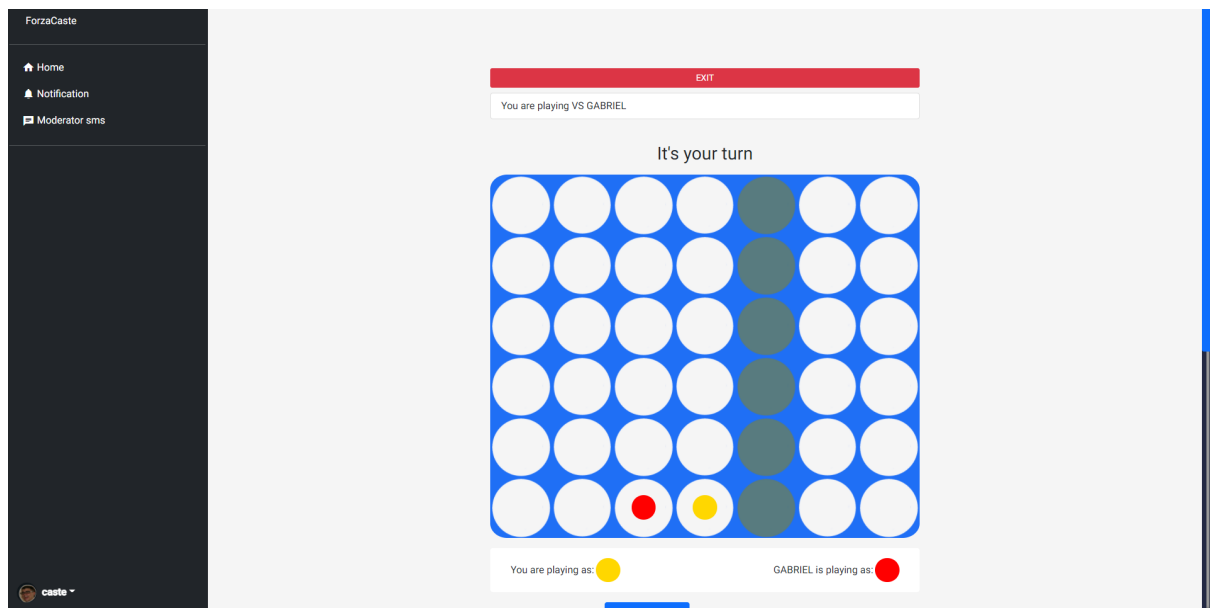 ForzaCaste
Home
Notification
Moderator sms
EXIT
You are playing VS GABRIEL
It's your turn
You are playing as:
GABRIEL is playing as:
caste